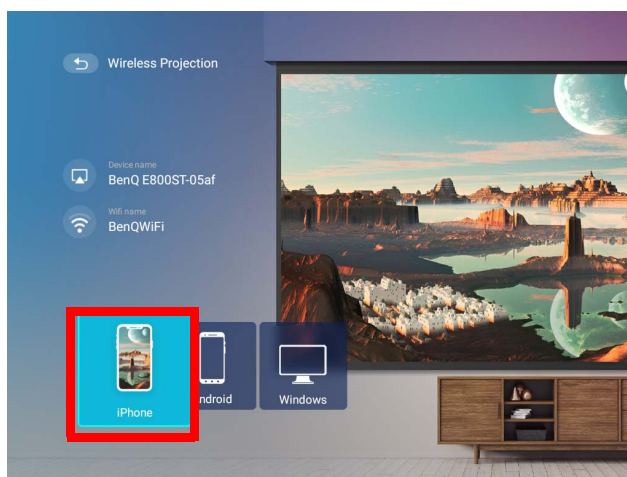 Wireless Projection
Device name
BenQ E800ST-05af
Wifi name
BenQWiFi
iPhone
ndroid
Windows